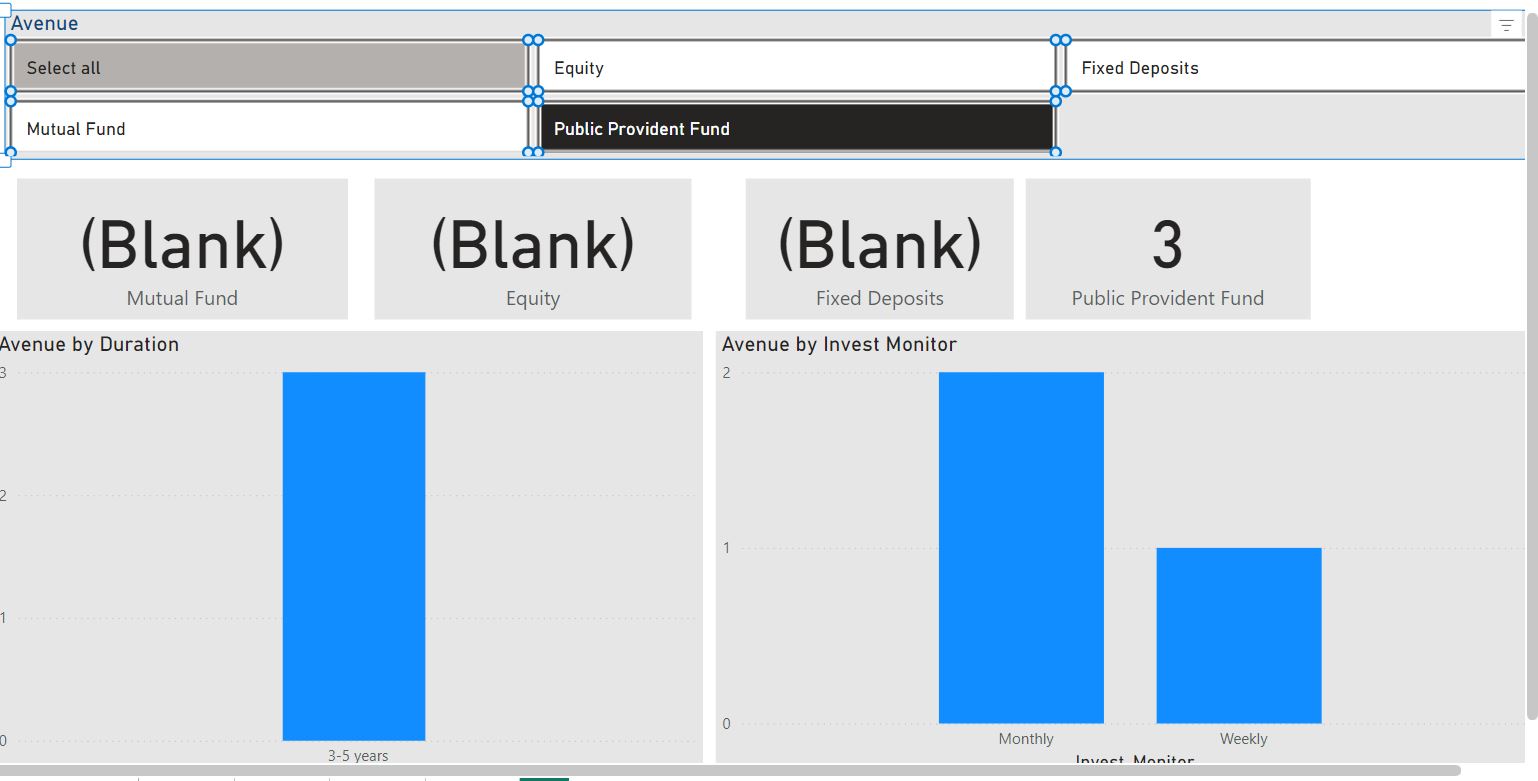 Avenue
Select all
Equity
Fixed Deposits
Mutual Fund
Public Provident Fund
(Blank)
Mutual Fund
(Blank)
Equity
(Blank)
Fixed Deposits
3
Public Provident Fund
Avenue by Duration
3
2
1
0
3-5 years
Avenue by Invest Monitor
2
1
0
Monthly
Weekly
Invest_Monitor